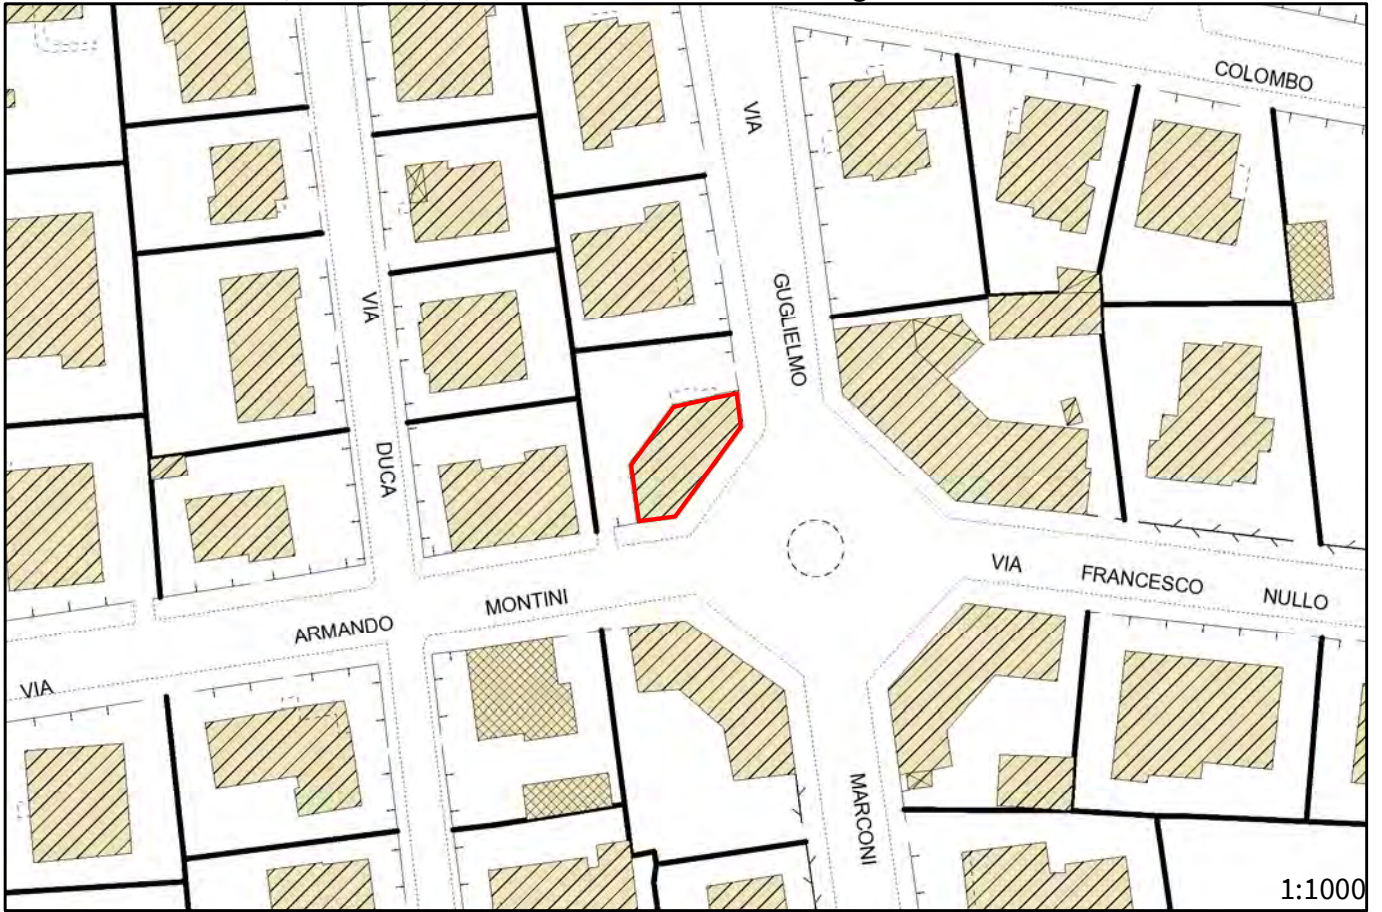 COLOMBO
VIA
GUGLIELMO
VIA
DUCA
VIA
FRANCESCO
NULLO
MONTINI
ARMANDO
VIA
MARCONI
1:1000